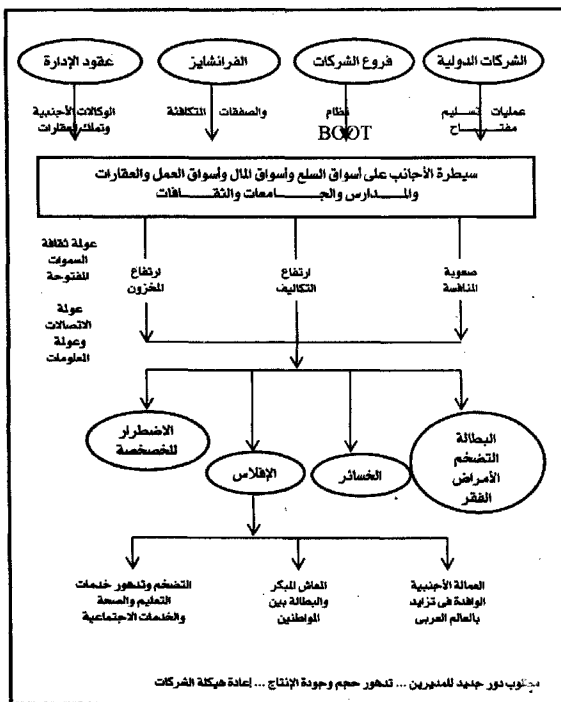 الشركات الدولية
فروع الشركات
الفرانشايز
عقود الإدارة
عمليات تسليم
مفتــــاح
نظام
BOOT
والصفقات المتكافئة
الوكالات الأجنبية
وتملك العقارات
سيطرة الأجانب على أسواق السلع وأسواق المال وأسواق العمل والعقارات
والمــدارس والجــامعات والثقــافات
صعوبة
المنافسة
ارتفاع
التكاليف
ارتفاع
المخزون
عولمة ثقافة
السموات
المفتوحة
عولمة
الاتصالات
وعولمة
المعلومات
البطالة
التضخم
الأمراض
الفقر
الخسائر
الإفلاس
الاضطرار
للخصخصة
العمالة الأجنبية
الوافدة فى تزايد
بالعالم العربى
المعاش المبكر
والبطالة بين
المواطنين
التضخم وتدهور خدمات
التعليم والصحة
والخدمات الاجتماعية
مطلوب دور جديد للمديرين ... تدهور حجم وجودة الإنتاج ... إعادة هيكلة الشركات